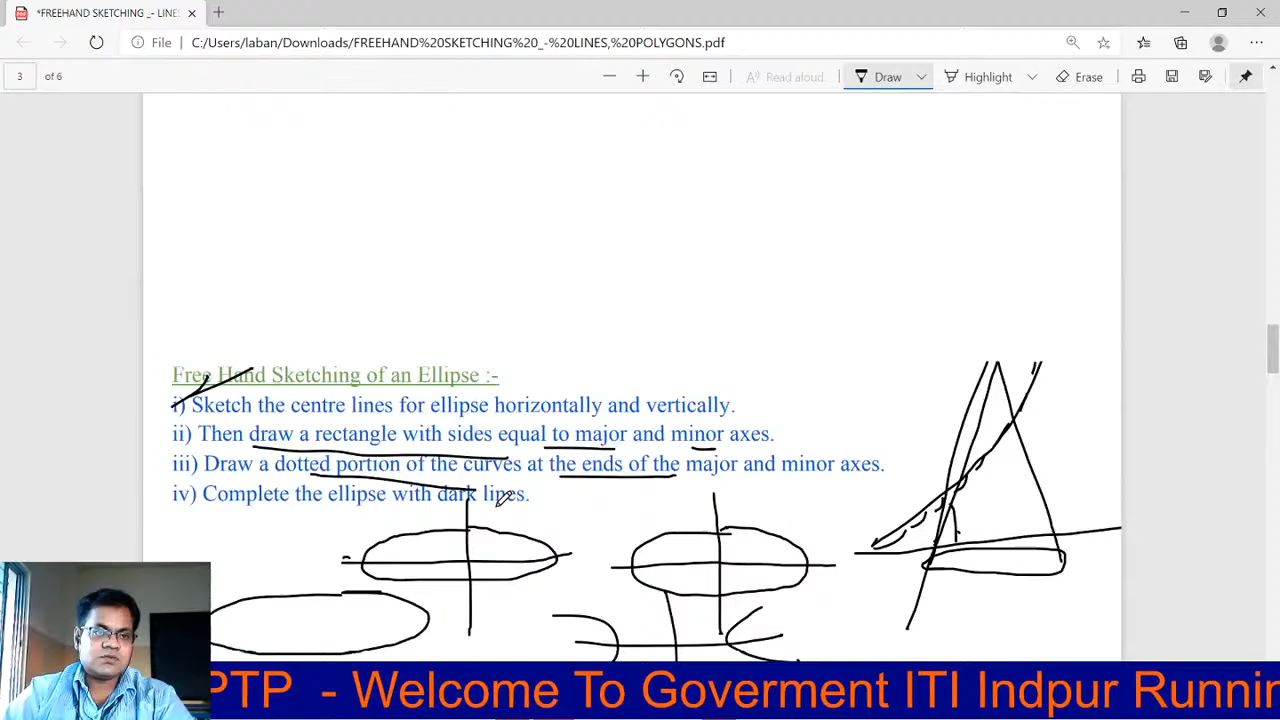 *FREEHAND SKETCHING _- LINES
File C:/Users/laban/Downloads/FREEHAND%20SKETCHING%20_-%20LINES,%20POLYGONS.pdf
3 of 6 Read aloud Draw Highlight Erase
Free Hand Sketching of an Ellipse :-
i) Sketch the centre lines for ellipse horizontally and vertically.
ii) Then draw a rectangle with sides equal to major and minor axes.
iii) Draw a dotted portion of the curves at the ends of the major and minor axes.
iv) Complete the ellipse with dark lines.
PTP - Welcome To Goverment ITI Indpur Runnin